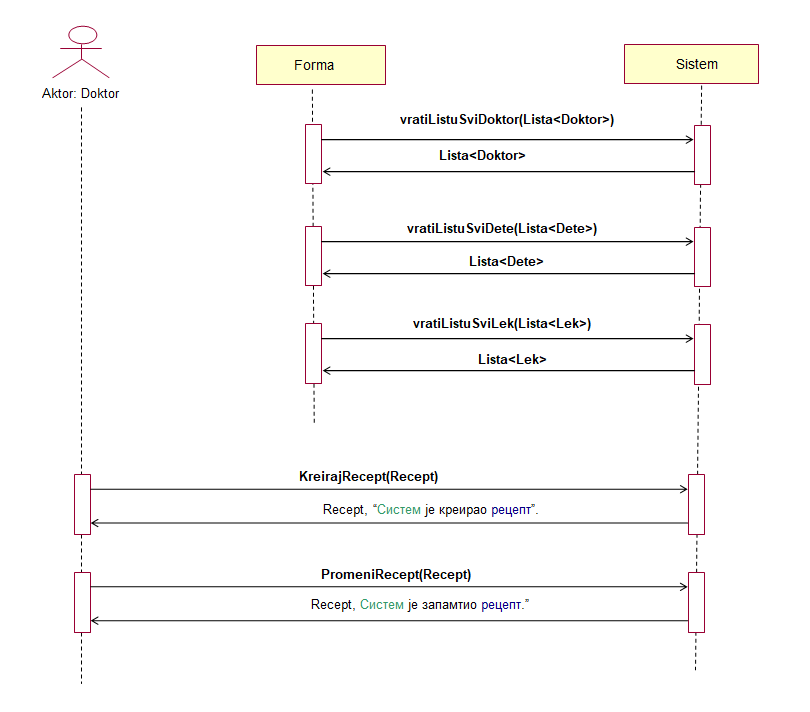 Aktor: Doktor
Forma
Sistem
vratiListuSviDoktor(Lista<Doktor>)
Lista<Doktor>
vratiListuSviDete(Lista<Dete>)
Lista<Dete>
vratiListuSviLek(Lista<Lek>)
Lista<Lek>
KreirajRecept(Recept)
Recept, “Систем је креирао рецепт”.
PromeniRecept(Recept)
Recept, Систем је запамтио рецепт.”